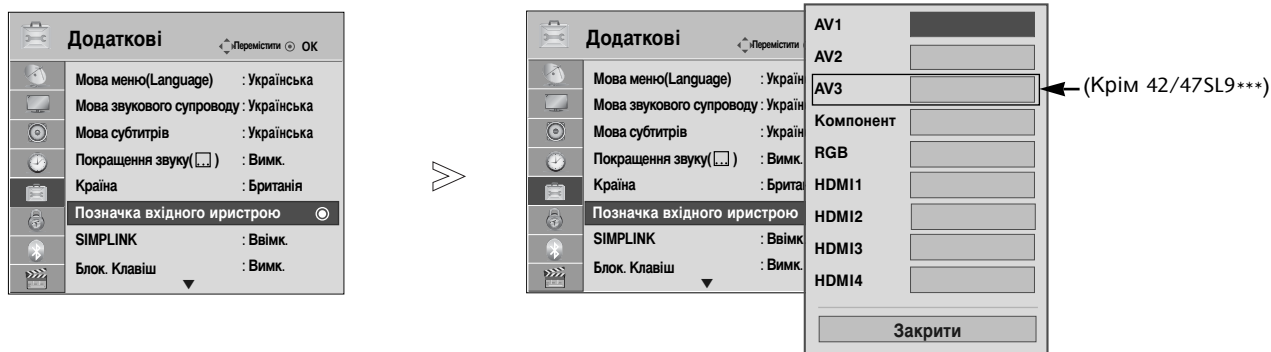 Додаткові
Перемістити OK
Мова меню(Language) : Українська
Мова звукового супроводу : Українська
Мова субтитрів : Українська
Покращення звуку( ) : Вимк.
Країна : Британія
Позначка вхідного иристрою
SIMPLINK : Ввімк.
Блок. Клавіш : Вимк.
Додаткові
Перемістити
Мова меню(Language) : Україн
Мова звукового супроводу : Україн
Мова субтитрів : Україн
Покращення звуку( ) : Вимк.
Країна : Брита
Позначка вхідного иристрою
SIMPLINK : Ввімк
Блок. Клавіш : Вимк.
AV1
AV2
AV3
Компонент
RGB
HDMI1
HDMI2
HDMI3
HDMI4
Закрити
(Крім 42/47SL9***)